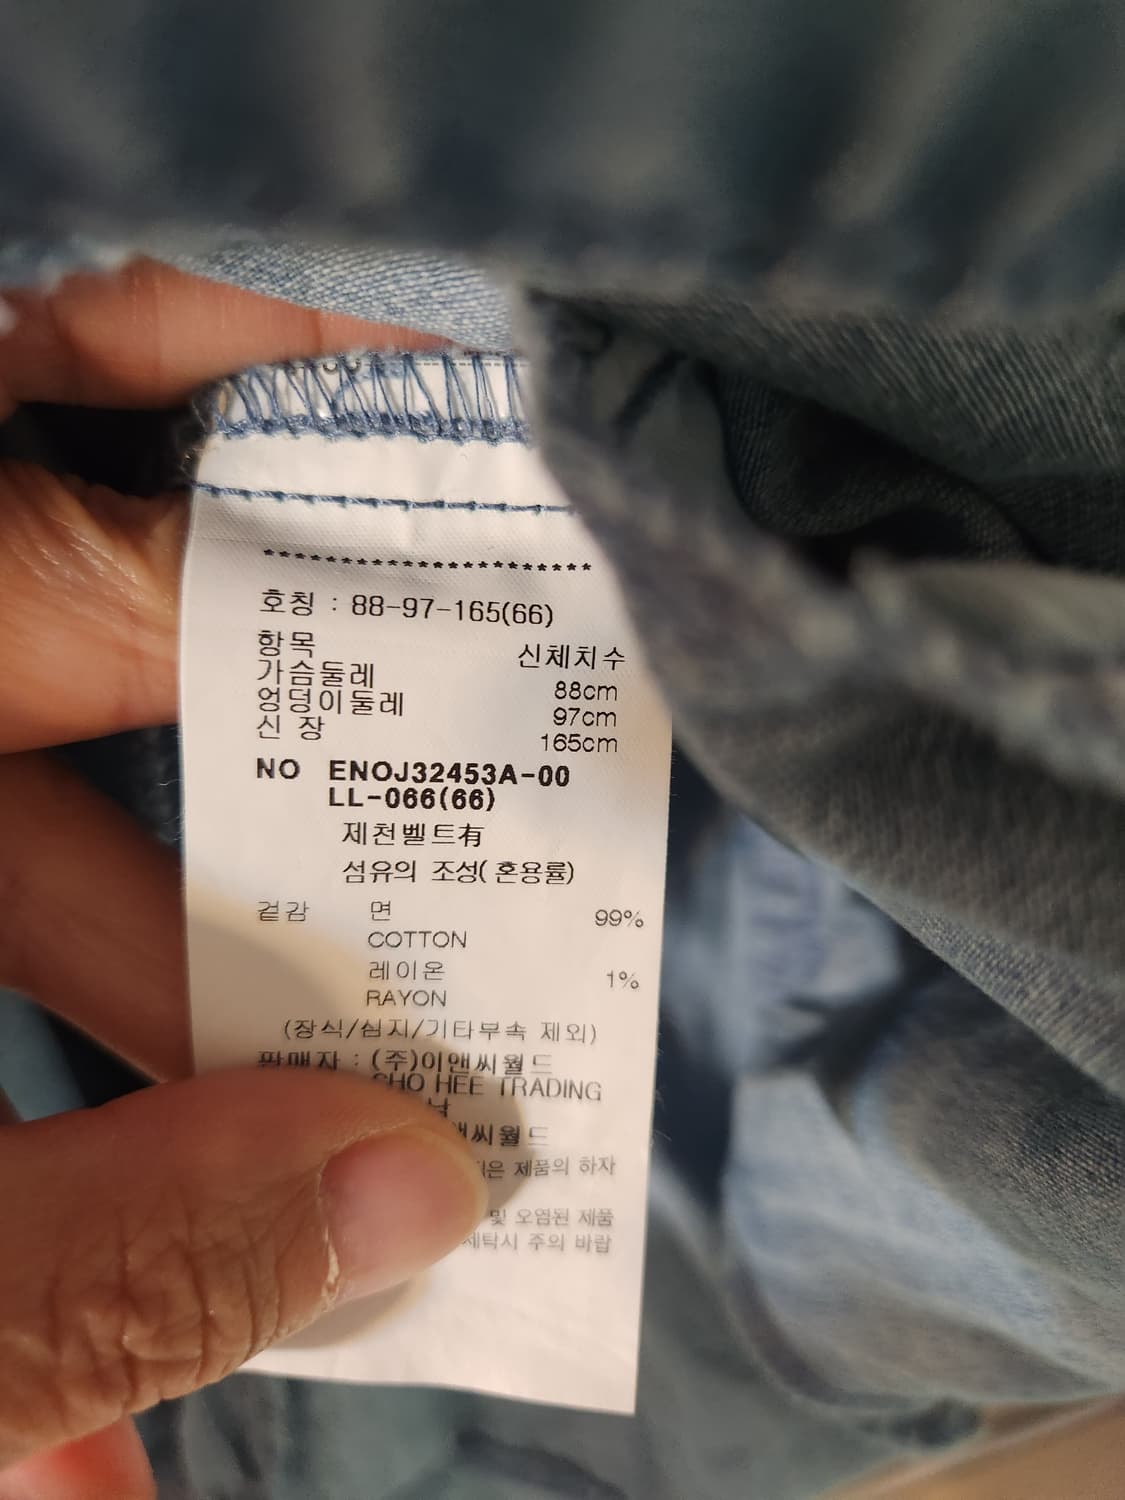 *********************
호칭 : 88-97-165(66)
항목 신체치수
가슴둘레 88cm
엉덩이둘레 97cm
신 장 165cm
NO ENOJ32453A-00
LL-066(66)
제천벨트有
섬유의 조성( 혼용률)
겉감 면 99%
COTTON
레이온 1%
RAYON
(장식/심지/기타부속 제외)
판매자 : (주)이앤씨월드
CHO HEE TRADING
남
앤씨월드
제품의 하자
및 오염된 제품
세탁시 주의 바람